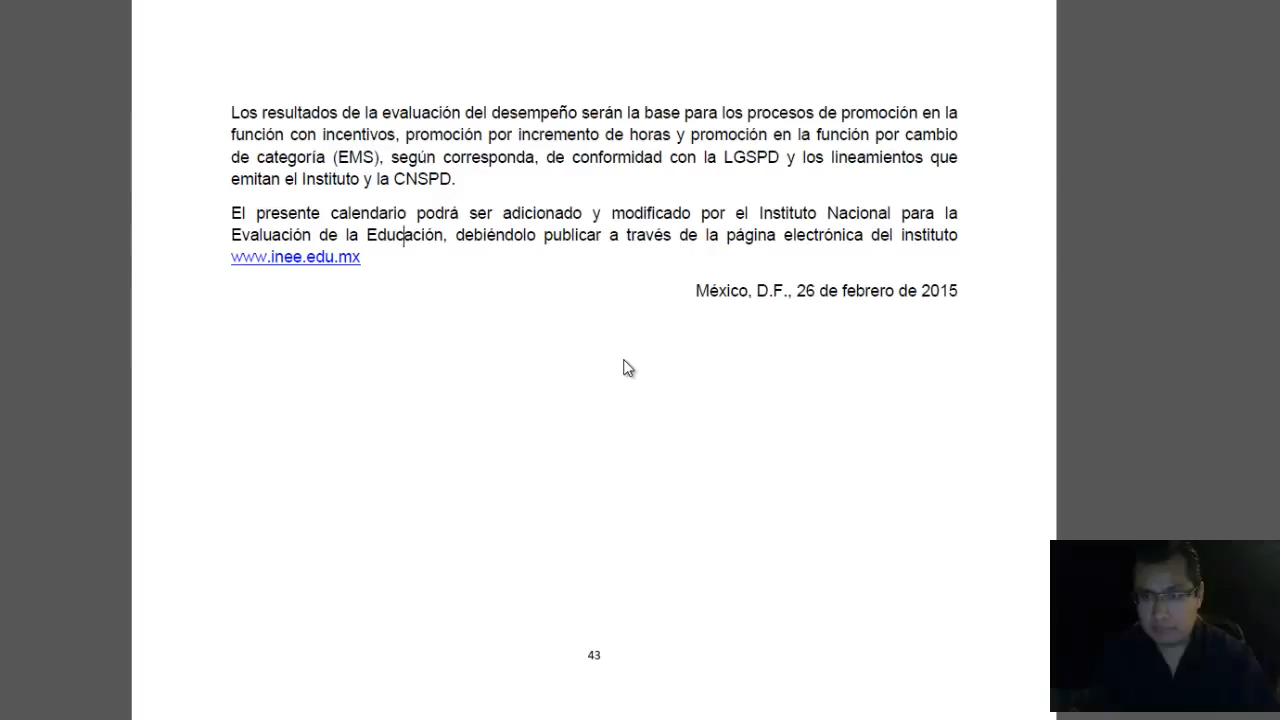 Los resultados de la evaluación del desempeño serán la base para los procesos de promoción en la
función con incentivos, promoción por incremento de horas y promoción en la función por cambio
de categoría (EMS), según corresponda, de conformidad con la LGSPD y los lineamientos que
emitan el Instituto y la CNSPD.
El presente calendario podrá ser adicionado y modificado por el Instituto Nacional para la
Evaluación de la Educación, debiéndolo publicar a través de la página electrónica del instituto
www.inee.edu.mx
México, D.F., 26 de febrero de 2015
43